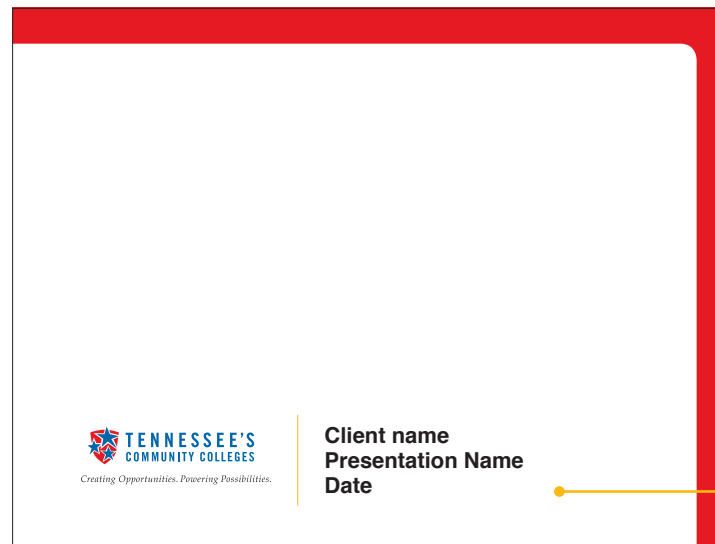 TENNESSEE'S
COMMUNITY COLLEGES
Creating Opportunities. Powering Possibilities.
Client name
Presentation Name
Date